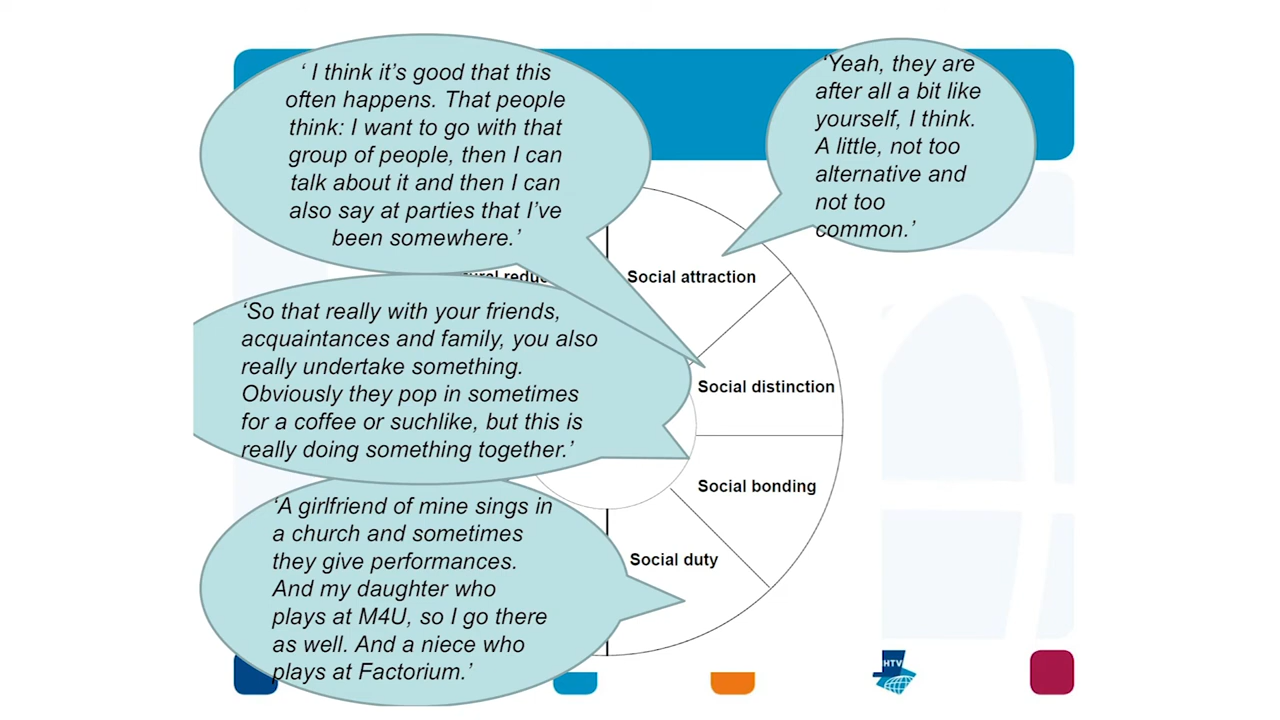 ‘ I think it’s good that this
often happens. That people
think: I want to go with that
group of people, then I can
talk about it and then I can
also say at parties that I’ve
been somewhere.’
‘Yeah, they are
after all a bit like
yourself, I think.
A little, not too
alternative and
not too
common.’
Social attraction
‘So that really with your friends,
acquaintances and family, you also
really undertake something.
Obviously they pop in sometimes
for a coffee or suchlike, but this is
really doing something together.’
Social distinction
Social bonding
‘A girlfriend of mine sings in
a church and sometimes
they give performances.
And my daughter who
plays at M4U, so I go there
as well. And a niece who
plays at Factorium.’
Social duty
HTV